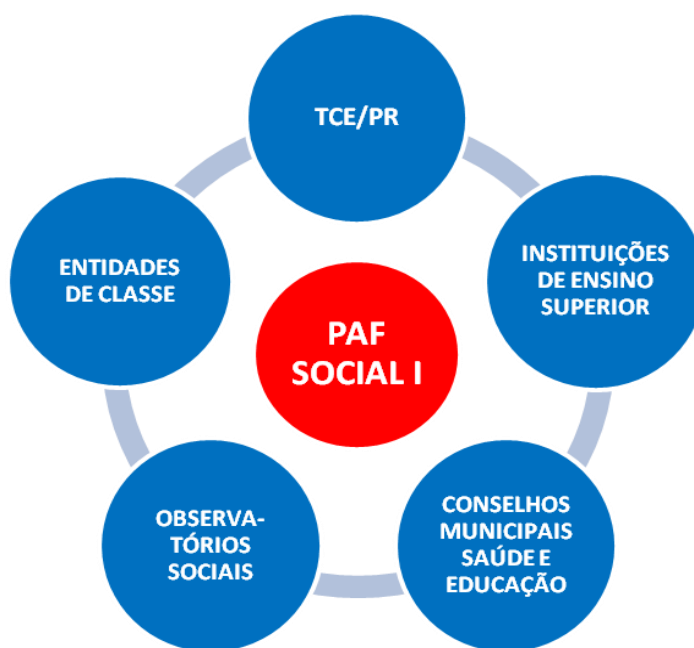 TCE/PR
INSTITUIÇÕES
DE ENSINO
SUPERIOR
CONSELHOS
MUNICIPAIS
SAÚDE E
EDUCAÇÃO
OBSERVA-
TÓRIOS
SOCIAIS
ENTIDADES
DE CLASSE
PAF
SOCIAL I